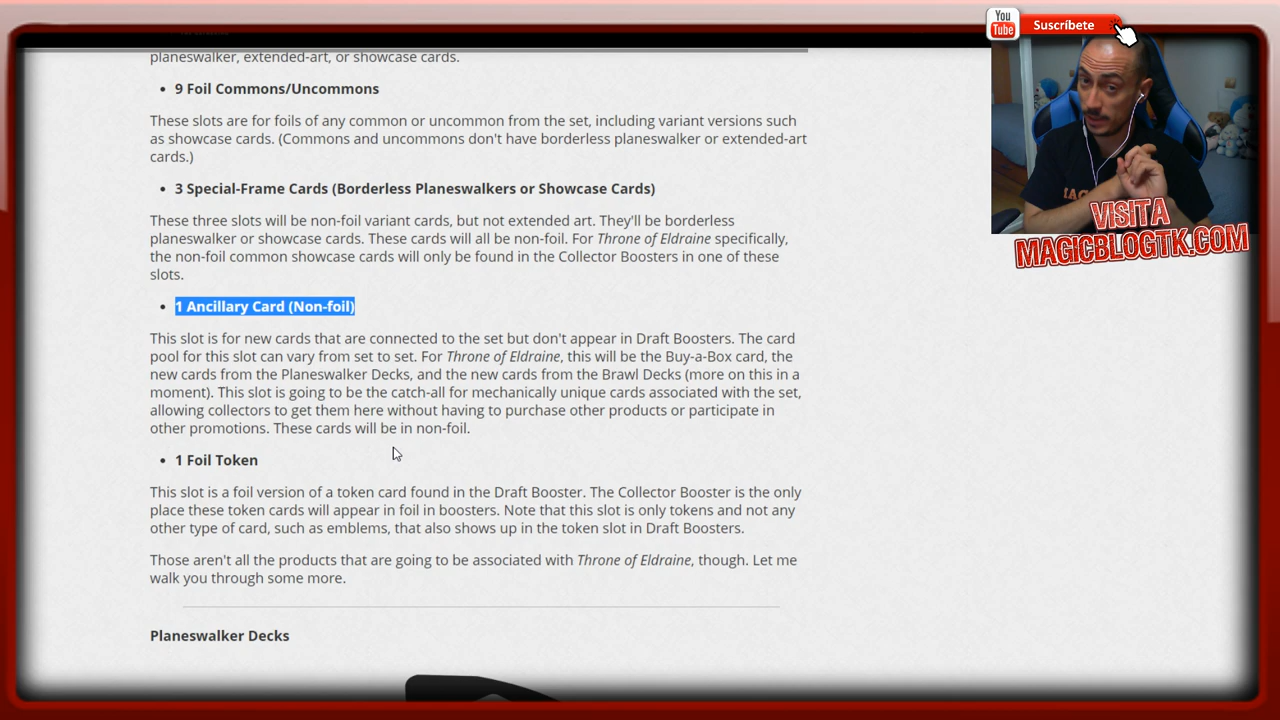 You
Tube
Suscríbete
planeswalker, extended-art, or showcase cards.
• 9 Foil Commons/Uncommons
These slots are for foils of any common or uncommon from the set, including variant versions such
as showcase cards. (Commons and uncommons don't have borderless planeswalker or extended-art
cards.)
• 3 Special-Frame Cards (Borderless Planeswalkers or Showcase Cards)
These three slots will be non-foil variant cards, but not extended art. They'll be borderless
planeswalker or showcase cards. These cards will all be non-foil. For Throne of Eldraine specifically,
the non-foil common showcase cards will only be found in the Collector Boosters in one of these
slots.
• 1 Ancillary Card (Non-foil)
This slot is for new cards that are connected to the set but don't appear in Draft Boosters. The card
pool for this slot can vary from set to set. For Throne of Eldraine, this will be the Buy-a-Box card, the
new cards from the Planeswalker Decks, and the new cards from the Brawl Decks (more on this in a
moment). This slot is going to be the catch-all for mechanically unique cards associated with the set,
allowing collectors to get them here without having to purchase other products or participate in
other promotions. These cards will be in non-foil.
• 1 Foil Token
This slot is a foil version of a token card found in the Draft Booster. The Collector Booster is the only
place these token cards will appear in foil in boosters. Note that this slot is only tokens and not any
other type of card, such as emblems, that also shows up in the token slot in Draft Boosters.
Those aren't all the products that are going to be associated with Throne of Eldraine, though. Let me
walk you through some more.
Planeswalker Decks
VISITA
MAGICBLOGTK.COM